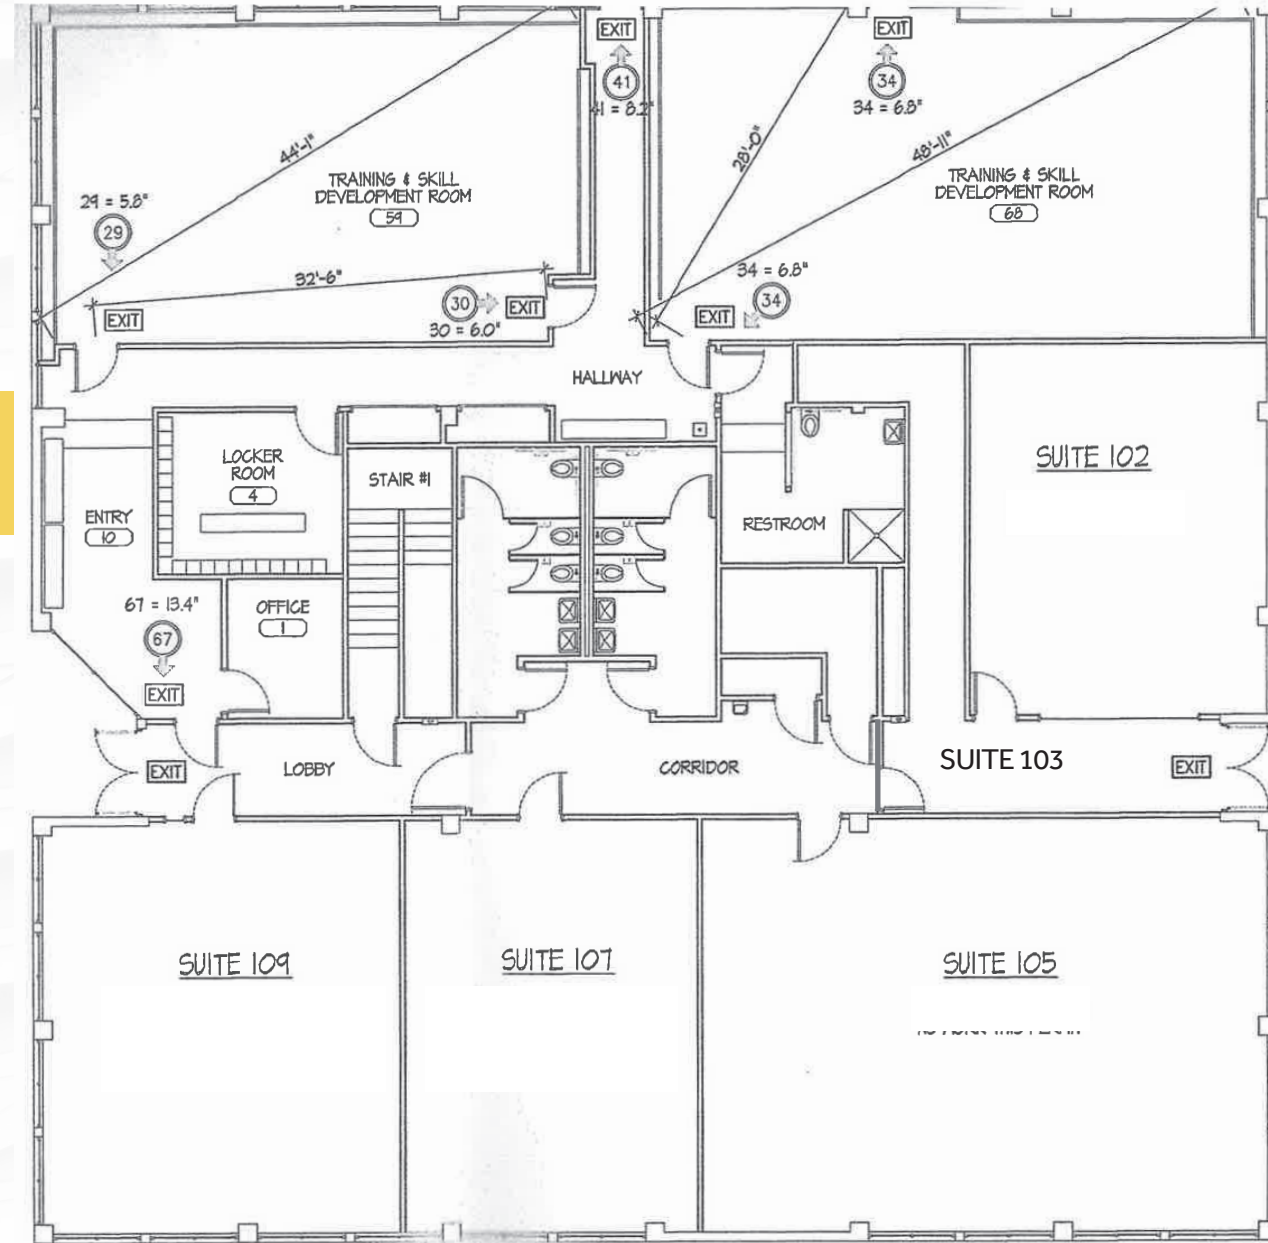 EXIT
41
41 = 8.2"
EXIT
34
34 = 6.8"
44'-1"
28'-0"
48'-11"
TRAINING & SKILL
DEVELOPMENT ROOM
59
TRAINING & SKILL
DEVELOPMENT ROOM
68
29 = 5.8"
29
32'-6"
EXIT
30
EXIT
30 = 6.0"
34 = 6.8"
34
EXIT
HALLWAY
LOCKER
ROOM
4
STAIR #1
SUITE 102
ENTRY
10
RESTROOM
67 = 13.4"
67
EXIT
OFFICE
1
EXIT
LOBBY
CORRIDOR
SUITE 103
EXIT
SUITE 109
SUITE 107
SUITE 105